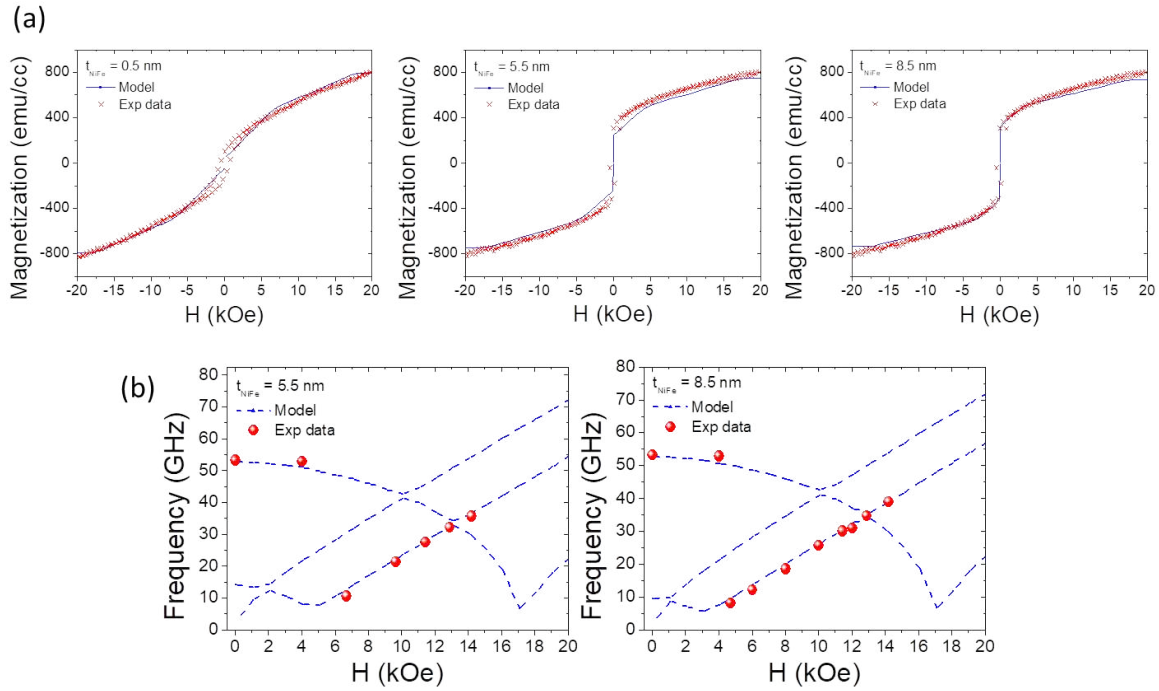 (a)
t_NiFe = 0.5 nm
Model
Exp data
Magnetization (emu/cc)
800
400
0
-400
-800
-20 -15 -10 -5 0 5 10 15 20
H (kOe)
t_NiFe = 5.5 nm
Model
Exp data
Magnetization (emu/cc)
800
400
0
-400
-800
-20 -15 -10 -5 0 5 10 15 20
H (kOe)
t_NiFe = 8.5 nm
Model
Exp data
Magnetization (emu/cc)
800
400
0
-400
-800
-20 -15 -10 -5 0 5 10 15 20
H (kOe)
(b)
t_NiFe = 5.5 nm
Model
Exp data
Frequency (GHz)
80
70
60
50
40
30
20
10
0
0 2 4 6 8 10 12 14 16 18 20
H (kOe)
t_NiFe = 8.5 nm
Model
Exp data
Frequency (GHz)
80
70
60
50
40
30
20
10
0
0 2 4 6 8 10 12 14 16 18 20
H (kOe)